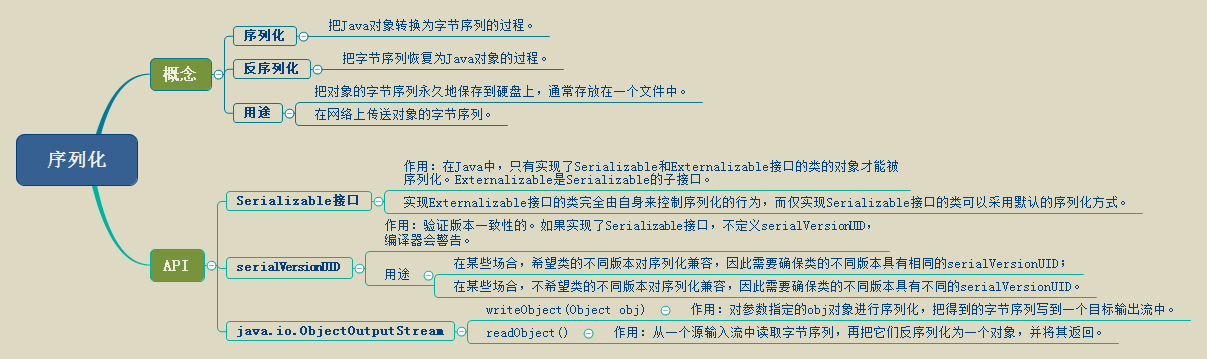 序列化
概念
序列化
把Java对象转换为字节序列的过程。
反序列化
把字节序列恢复为Java对象的过程。
用途
把对象的字节序列永久地保存到硬盘上，通常存放在一个文件中。
在网络上传送对象的字节序列。
API
Serializable接口
作用：在Java中，只有实现了Serializable和Externalizable接口的类的对象才能被
序列化。Externalizable是Serializable的子接口。
实现Externalizable接口的类完全由自身来控制序列化的行为，而仅实现Serializable接口的类可以采用默认的序列化方式。
serialVersionUID
作用：验证版本一致性的。如果实现了Serializable接口，不定义serialVersionUID，
编译器会警告。
用途
在某些场合，希望类的不同版本对序列化兼容，因此需要确保类的不同版本具有相同的serialVersionUID；
在某些场合，不希望类的不同版本对序列化兼容，因此需要确保类的不同版本具有不同的serialVersionUID。
java.io.ObjectOutputStream
writeObject(Object obj)
作用：对参数指定的obj对象进行序列化，把得到的字节序列写到一个目标输出流中。
readObject()
作用：从一个源输入流中读取字节序列，再把它们反序列化为一个对象，并将其返回。